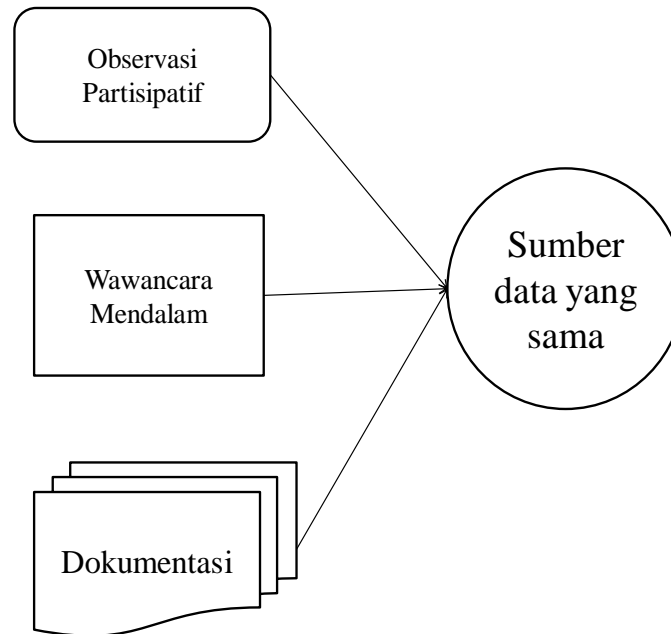 Observasi
Partisipatif
Wawancara
Mendalam
Dokumentasi
Sumber
data yang
sama